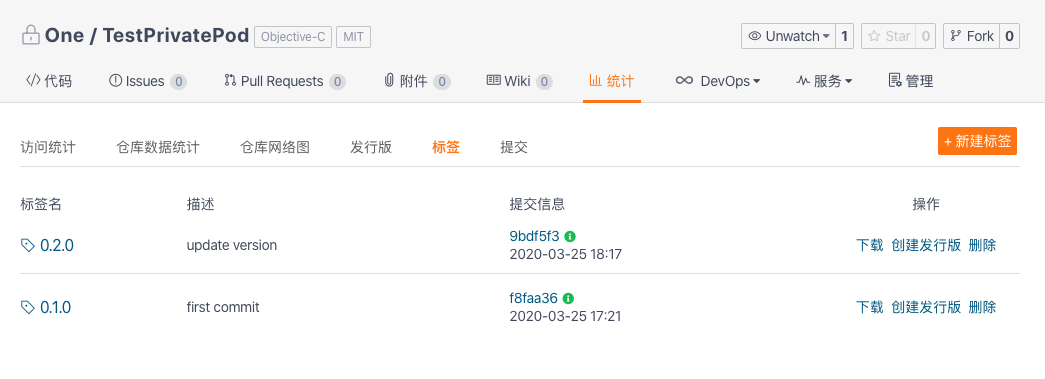 One / TestPrivatePod Objective-C MIT Unwatch 1 Star 0 Fork 0
代码 Issues 0 Pull Requests 0 附件 0 Wiki 0 统计 DevOps 服务 管理
访问统计 仓库数据统计 仓库网络图 发行版 标签 提交 + 新建标签
标签名 描述 提交信息 操作
0.2.0 update version 9bdf5f3 下载 创建发行版 删除
2020-03-25 18:17
0.1.0 first commit f8faa36 下载 创建发行版 删除
2020-03-25 17:21